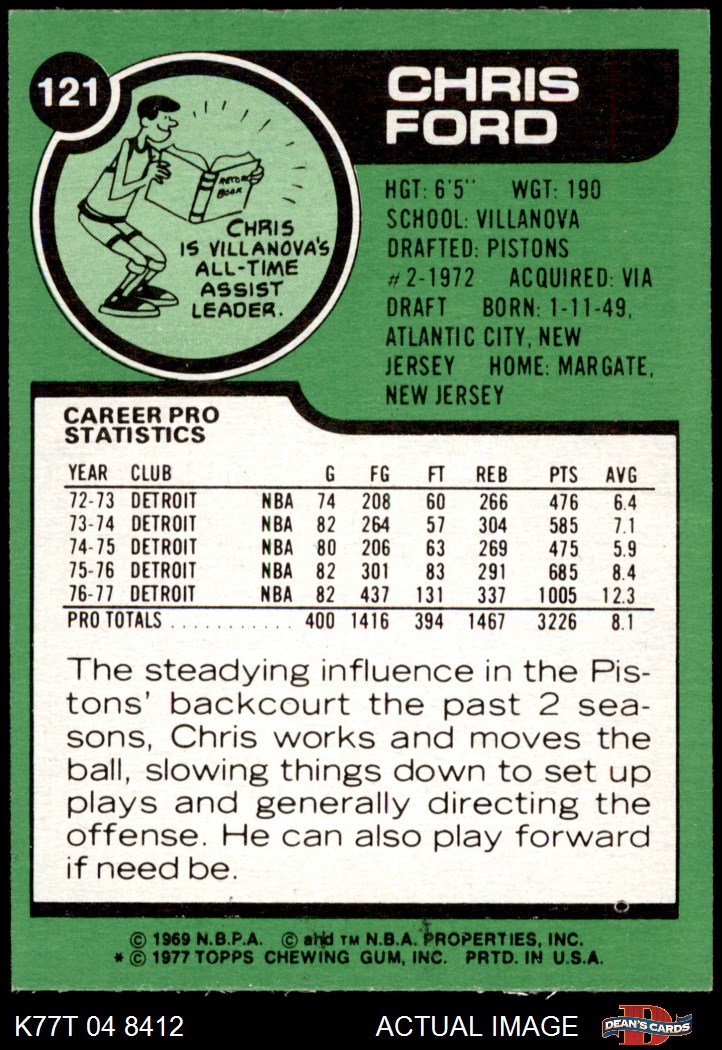 121
CHRIS
FORD
RECORD
BOOK
CHRIS
IS VILLANOVA'S
ALL-TIME
ASSIST
LEADER.
HGT: 6'5" WGT: 190
SCHOOL: VILLANOVA
DRAFTED: PISTONS
#2-1972 ACQUIRED: VIA
DRAFT BORN: 1-11-49,
ATLANTIC CITY, NEW
JERSEY HOME: MARGATE,
NEW JERSEY
CAREER PRO
STATISTICS
YEAR CLUB G FG FT REB PTS AVG
72-73 DETROIT NBA 74 208 60 266 476 6.4
73-74 DETROIT NBA 82 264 57 304 585 7.1
74-75 DETROIT NBA 80 206 63 269 475 5.9
75-76 DETROIT NBA 82 301 83 291 685 8.4
76-77 DETROIT NBA 82 437 131 337 1005 12.3
PRO TOTALS . . . . . . . . . . . . 400 1416 394 1467 3226 8.1
The steadying influence in the Pis-
tons' backcourt the past 2 sea-
sons, Chris works and moves the
ball, slowing things down to set up
plays and generally directing the
offense. He can also play forward
if need be.
© 1969 N.B.P.A. © and TM N.B.A. PROPERTIES, INC.
* © 1977 TOPPS CHEWING GUM, INC. PRTD. IN U.S.A.
K77T 04 8412 ACTUAL IMAGE
D
DEAN'S CARDS